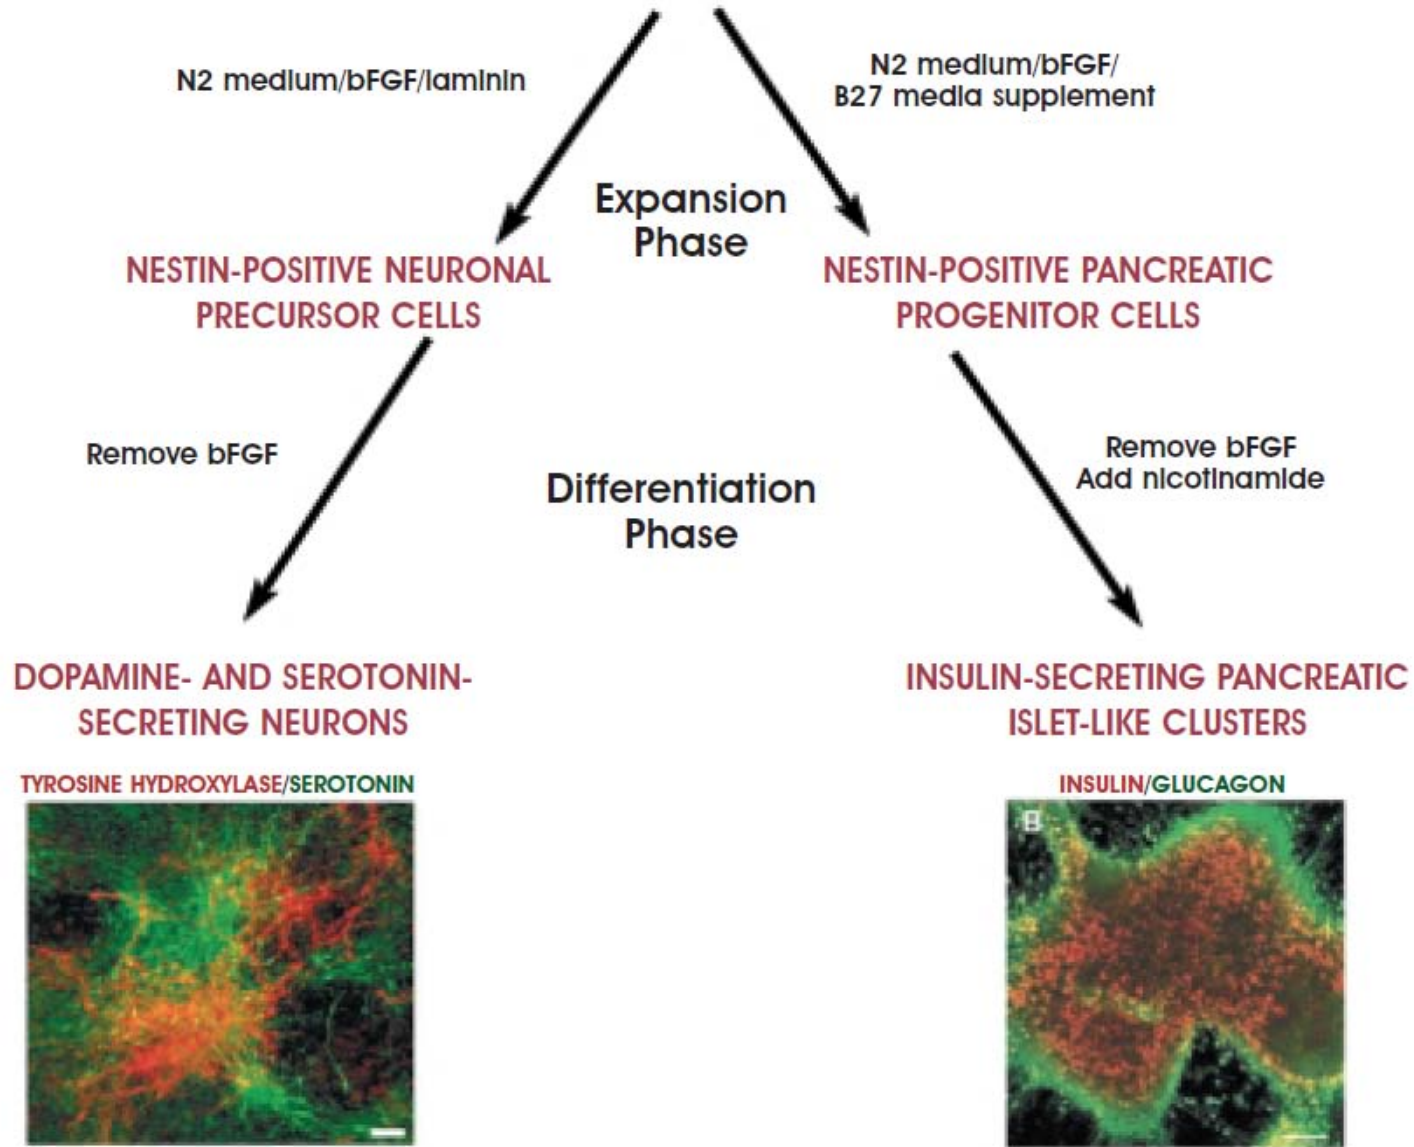 N2 medium/bFGF/laminin
N2 medium/bFGF/
B27 media supplement
Expansion
Phase
NESTIN-POSITIVE NEURONAL
PRECURSOR CELLS
NESTIN-POSITIVE PANCREATIC
PROGENITOR CELLS
Remove bFGF
Differentiation
Phase
Remove bFGF
Add nicotinamide
DOPAMINE- AND SEROTONIN-
SECRETING NEURONS
INSULIN-SECRETING PANCREATIC
ISLET-LIKE CLUSTERS
TYROSINE HYDROXYLASE/SEROTONIN
INSULIN/GLUCAGON
B